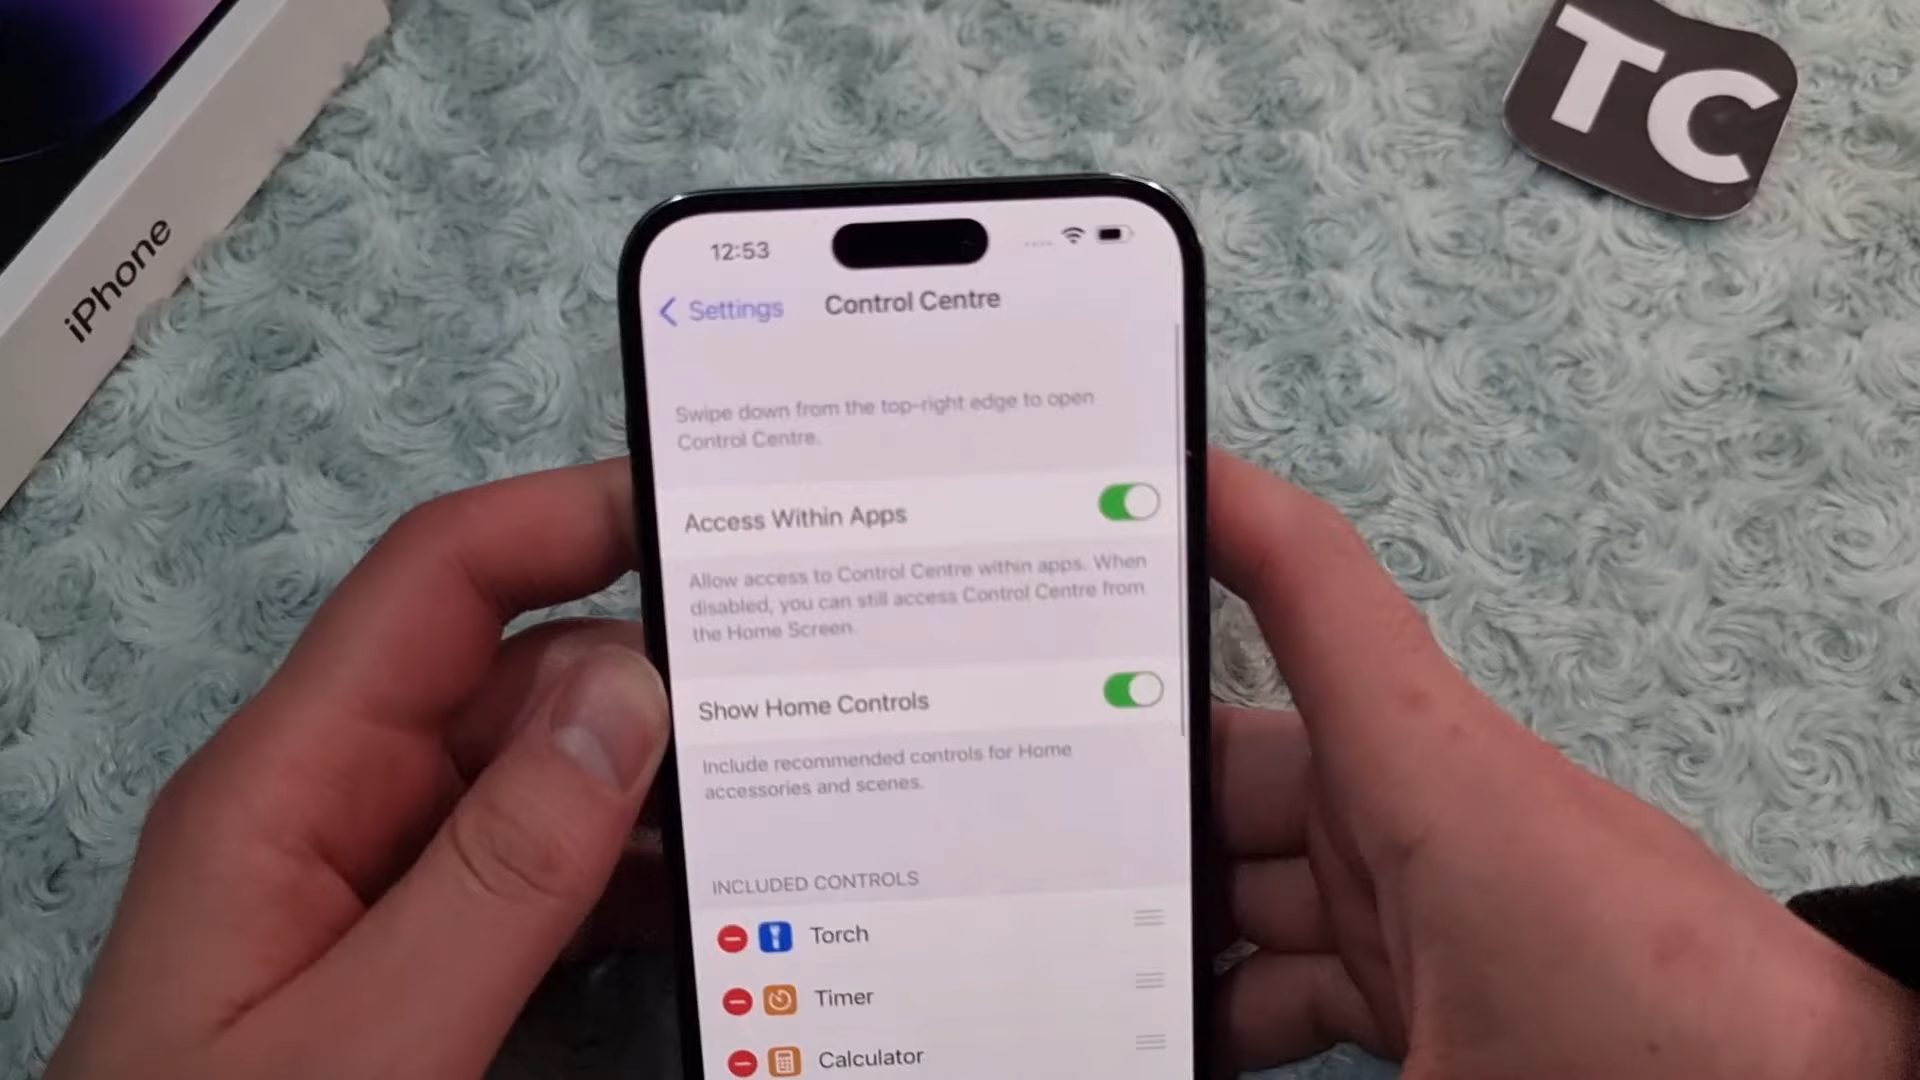 iPhone
TC
12:53
Settings
Control Centre
Swipe down from the top-right edge to open
Control Centre.
Access Within Apps
Allow access to Control Centre within apps. When
disabled, you can still access Control Centre from
the Home Screen.
Show Home Controls
Include recommended controls for Home
accessories and scenes.
INCLUDED CONTROLS
Torch
Timer
Calculator